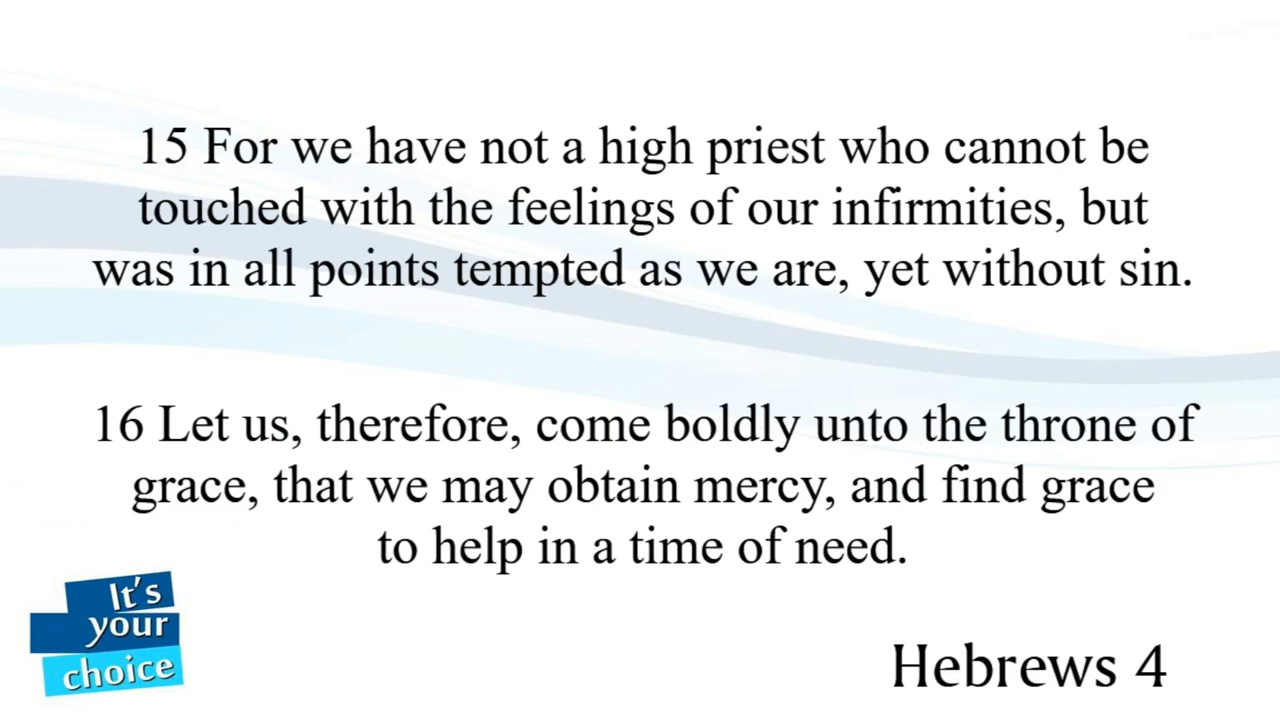 15 For we have not a high priest who cannot be
touched with the feelings of our infirmities, but
was in all points tempted as we are, yet without sin.
16 Let us, therefore, come boldly unto the throne of
grace, that we may obtain mercy, and find grace
to help in a time of need.
It's
your
choice
Hebrews 4